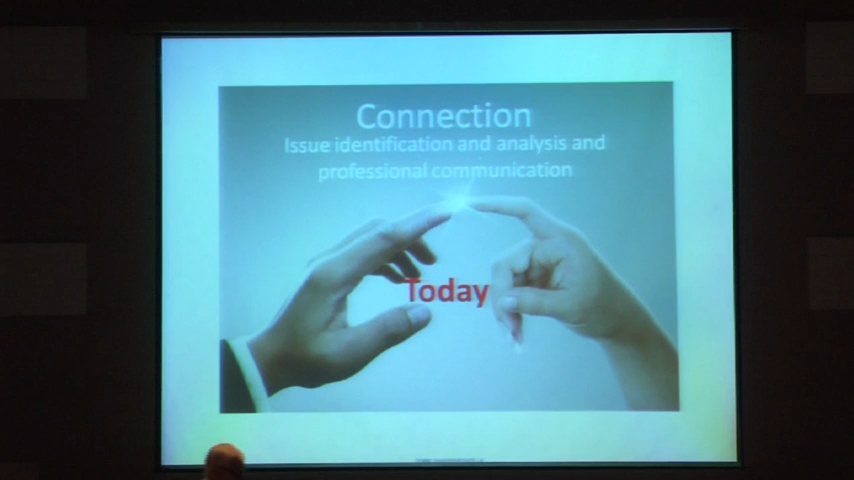 Connection
Issue identification and analysis and
professional communication
Today